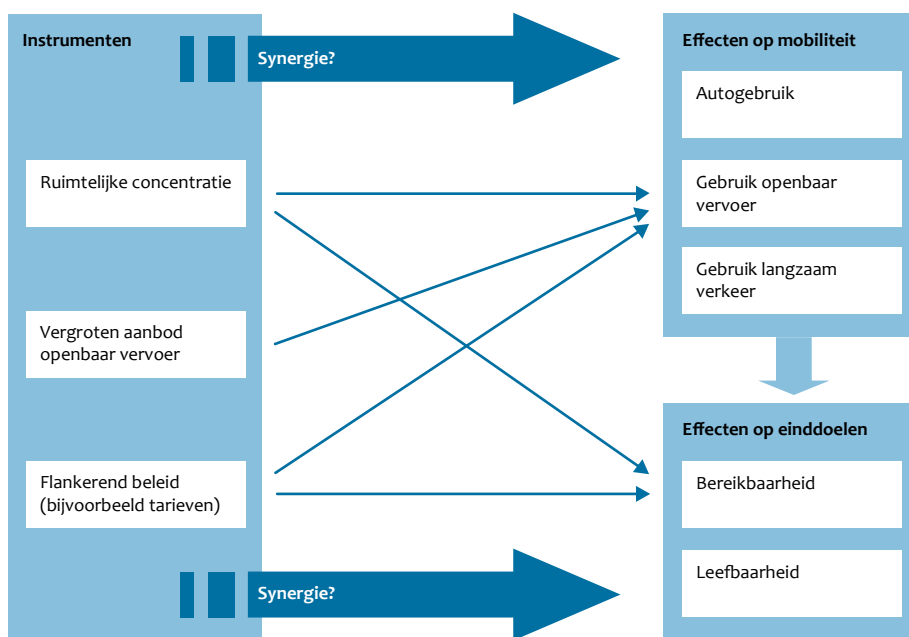 Instrumenten
Synergie?
Ruimtelijke concentratie
Vergroten aanbod
openbaar vervoer
Flankerend beleid
(bijvoorbeeld tarieven)
Synergie?
Effecten op mobiliteit
Autogebruik
Gebruik openbaar
vervoer
Gebruik langzaam
verkeer
Effecten op einddoelen
Bereikbaarheid
Leefbaarheid